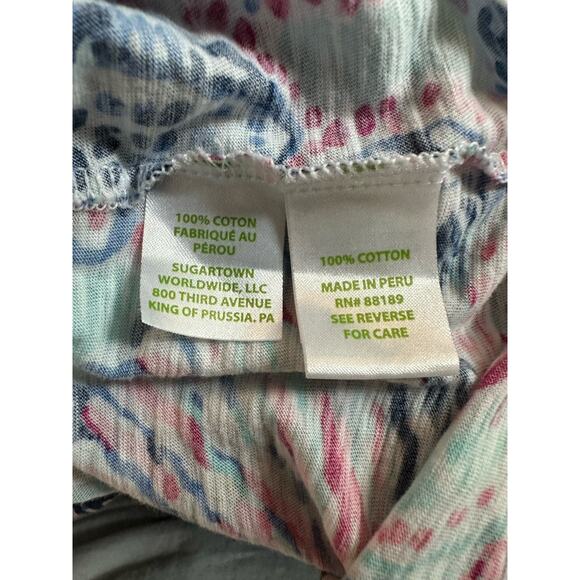 100% COTON
FABRIQUÉ AU
PÉROU
SUGARTOWN
WORLDWIDE, LLC
800 THIRD AVENUE
KING OF PRUSSIA. PA
100% COTTON
MADE IN PERU
RN# 88189
SEE REVERSE
FOR CARE